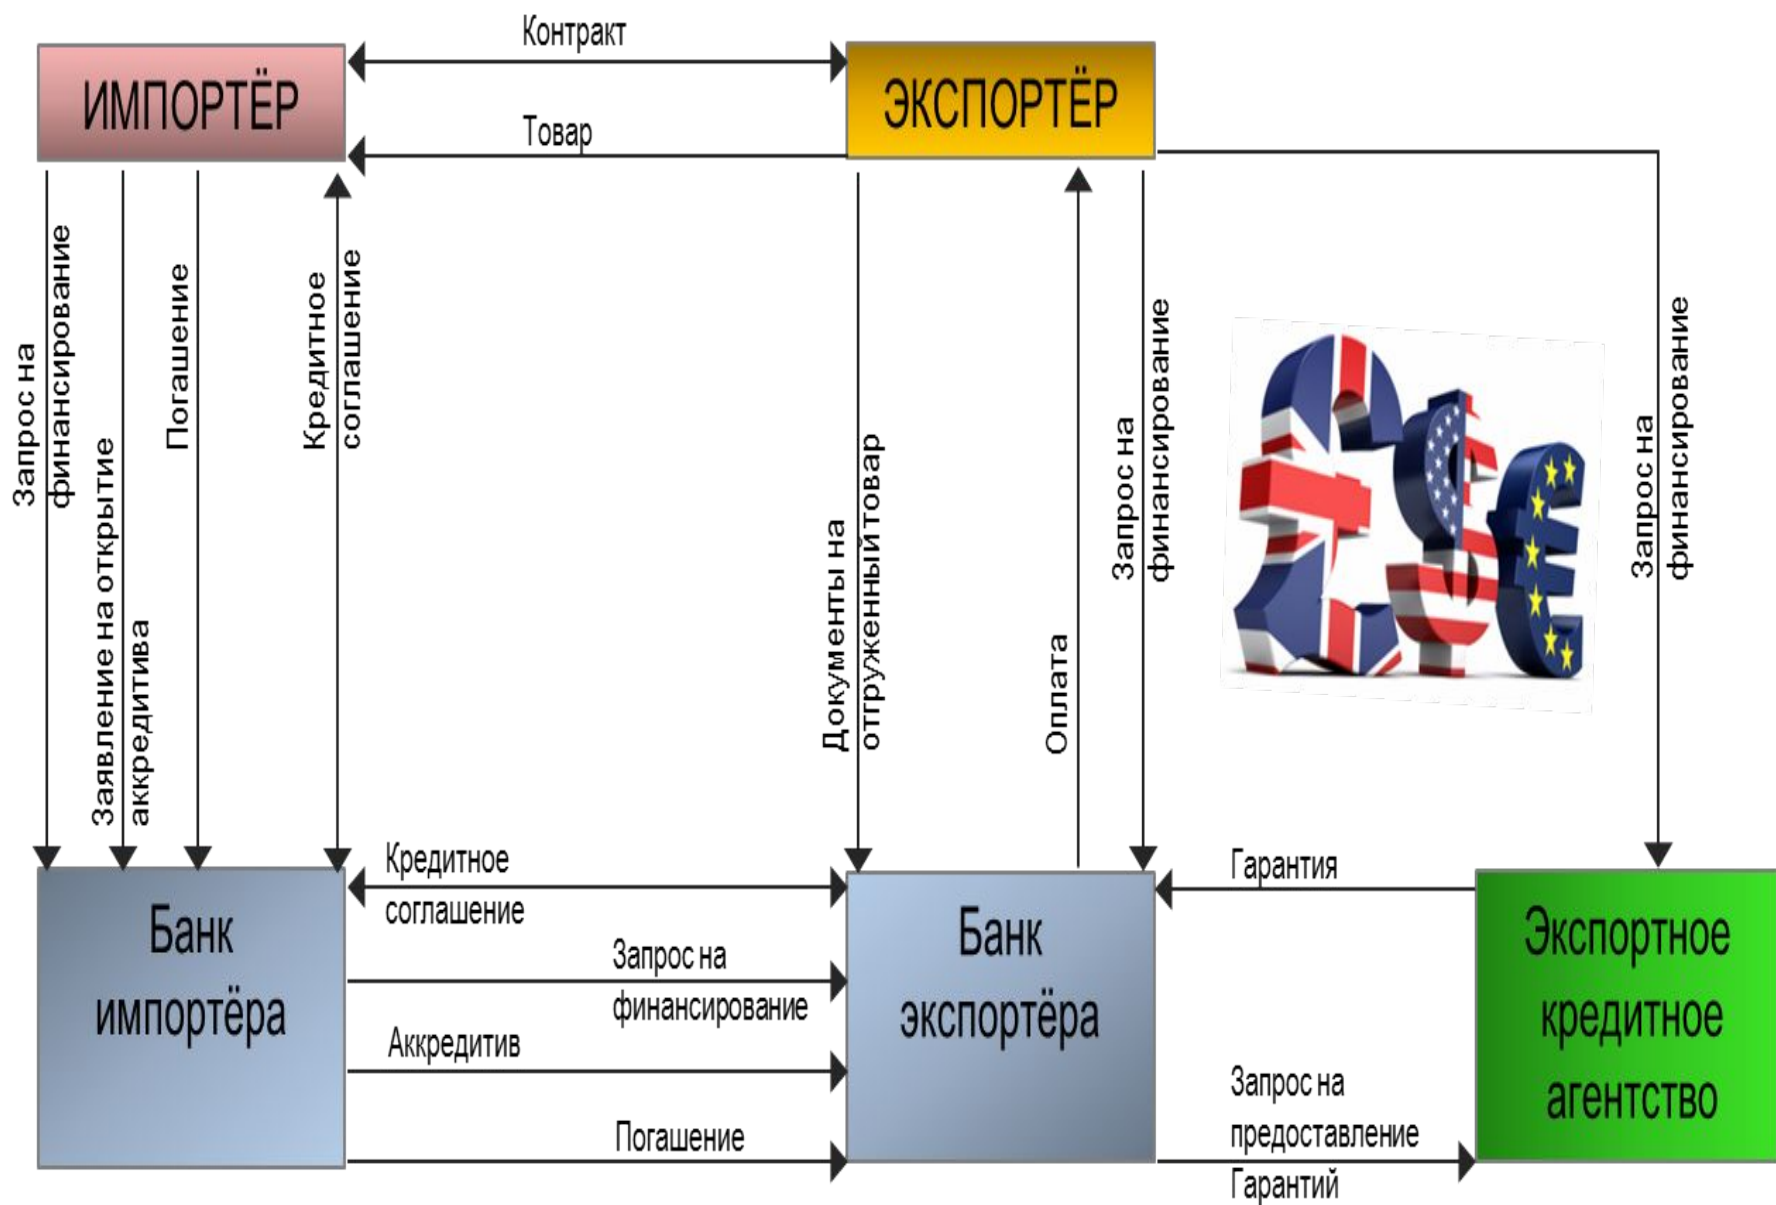 Контракт
ИМПОРТЁР
ЭКСПОРТЁР
Товар
Запрос на
финансирование
Заявление на открытие
аккредитива
Погашение
Кредитное
соглашение
Документы на
отгруженный товар
Оплата
Запрос на
финансирование
Запрос на
финансирование
Кредитное
соглашение
Гарантия
Банк
импортёра
Запрос на
финансирование
Аккредитив
Погашение
Банк
экспортёра
Запрос на
предоставление
Гарантий
Экспортное
кредитное
агентство